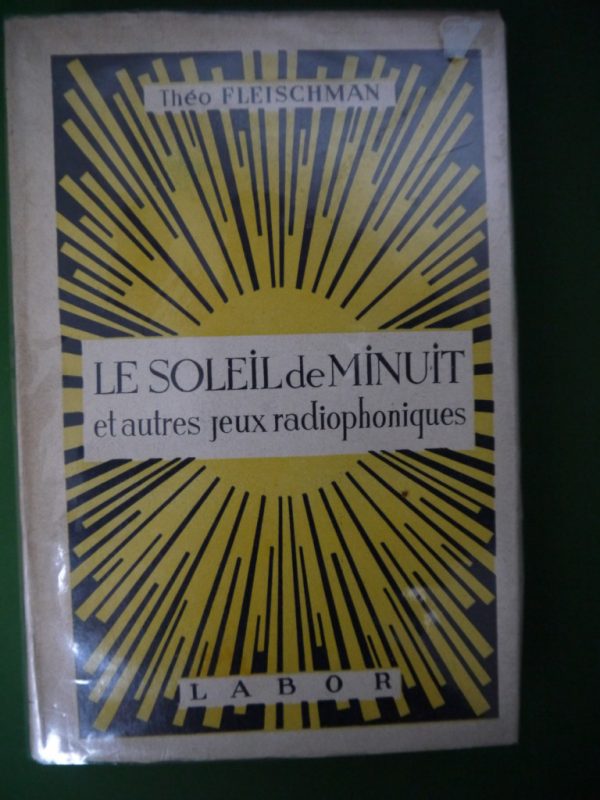 Théo FLEISCHMAN
LE SOLEIL de MINUIT
et autres jeux radiophoniques
LABOR